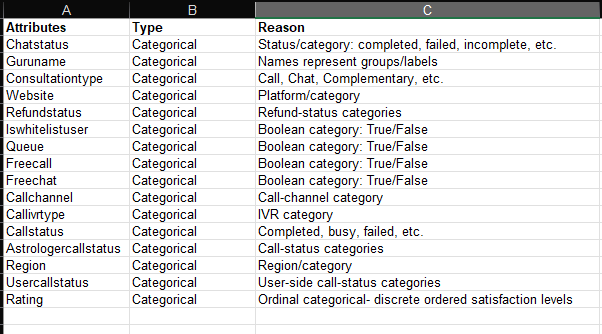 A B C
Attributes Type Reason
Chatstatus Categorical Status/category: completed, failed, incomplete, etc.
Guruname Categorical Names represent groups/labels
Consultationtype Categorical Call, Chat, Complementary, etc.
Website Categorical Platform/category
Refundstatus Categorical Refund-status categories
Iswhitelistuser Categorical Boolean category: True/False
Queue Categorical Boolean category: True/False
Freecall Categorical Boolean category: True/False
Freechat Categorical Boolean category: True/False
Callchannel Categorical Call-channel category
Callivrtype Categorical IVR category
Callstatus Categorical Completed, busy, failed, etc.
Astrologercallstatus Categorical Call-status categories
Region Categorical Region/category
Usercallstatus Categorical User-side call-status categories
Rating Categorical Ordinal categorical- discrete ordered satisfaction levels